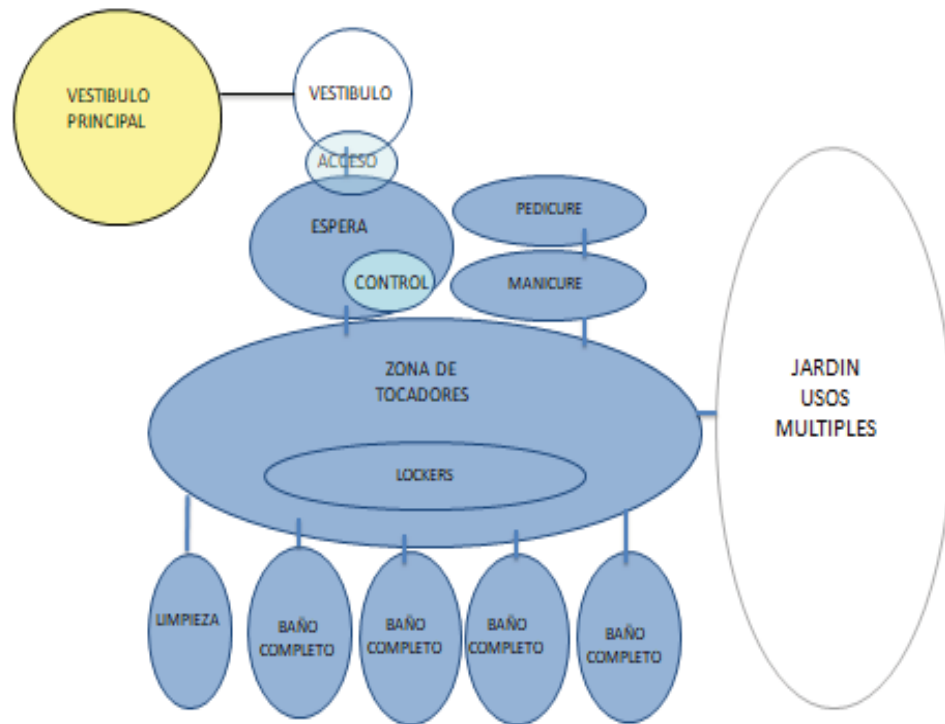 VESTIBULO
PRINCIPAL
VESTIBULO
ACCESO
ESPERA
CONTROL
PEDICURE
MANICURE
ZONA DE
TOCADORES
LOCKERS
JARDIN
USOS
MULTIPLES
LIMPIEZA
BAÑO
COMPLETO
BAÑO
COMPLETO
BAÑO
COMPLETO
BAÑO
COMPLETO